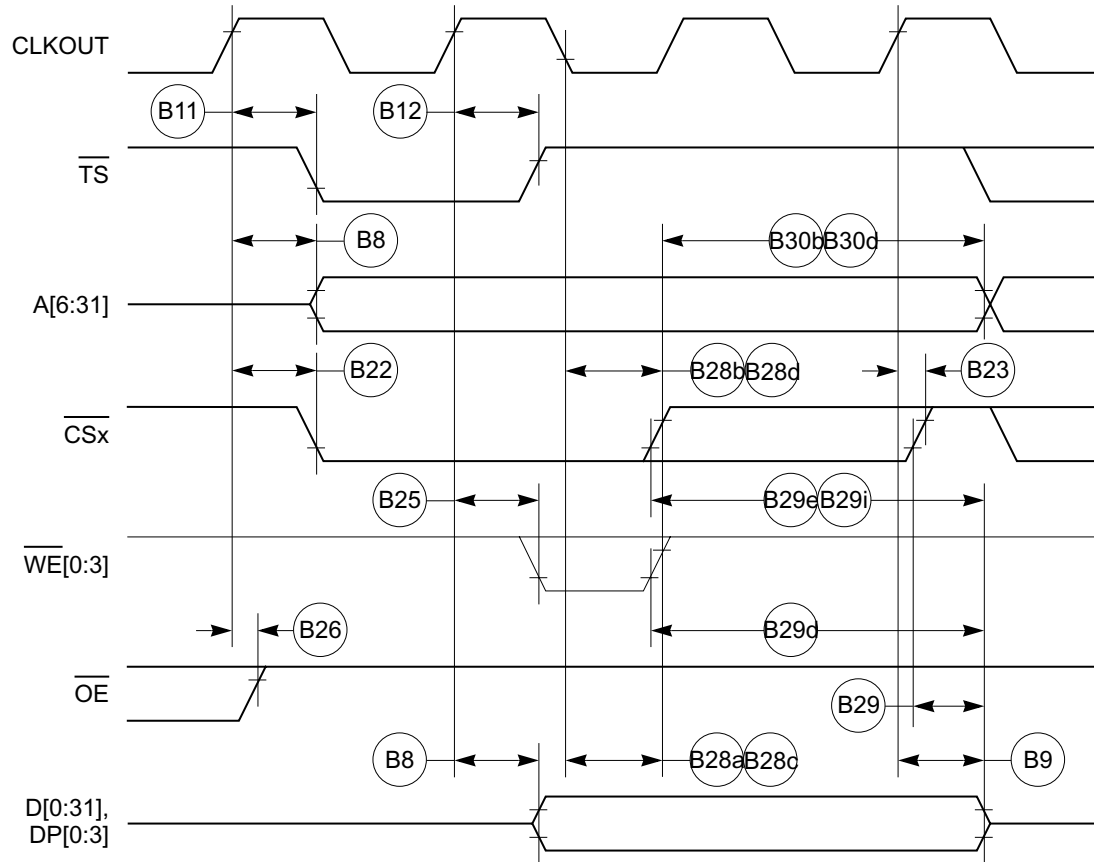 CLKOUT
B11
B12
TS
B8
B30b B30d
A[6:31]
B22
B28b B28d
B23
CSx
B25
B29e B29i
WE[0:3]
B26
B29d
OE
B29
B8
B28a B28c
B9
D[0:31],
DP[0:3]